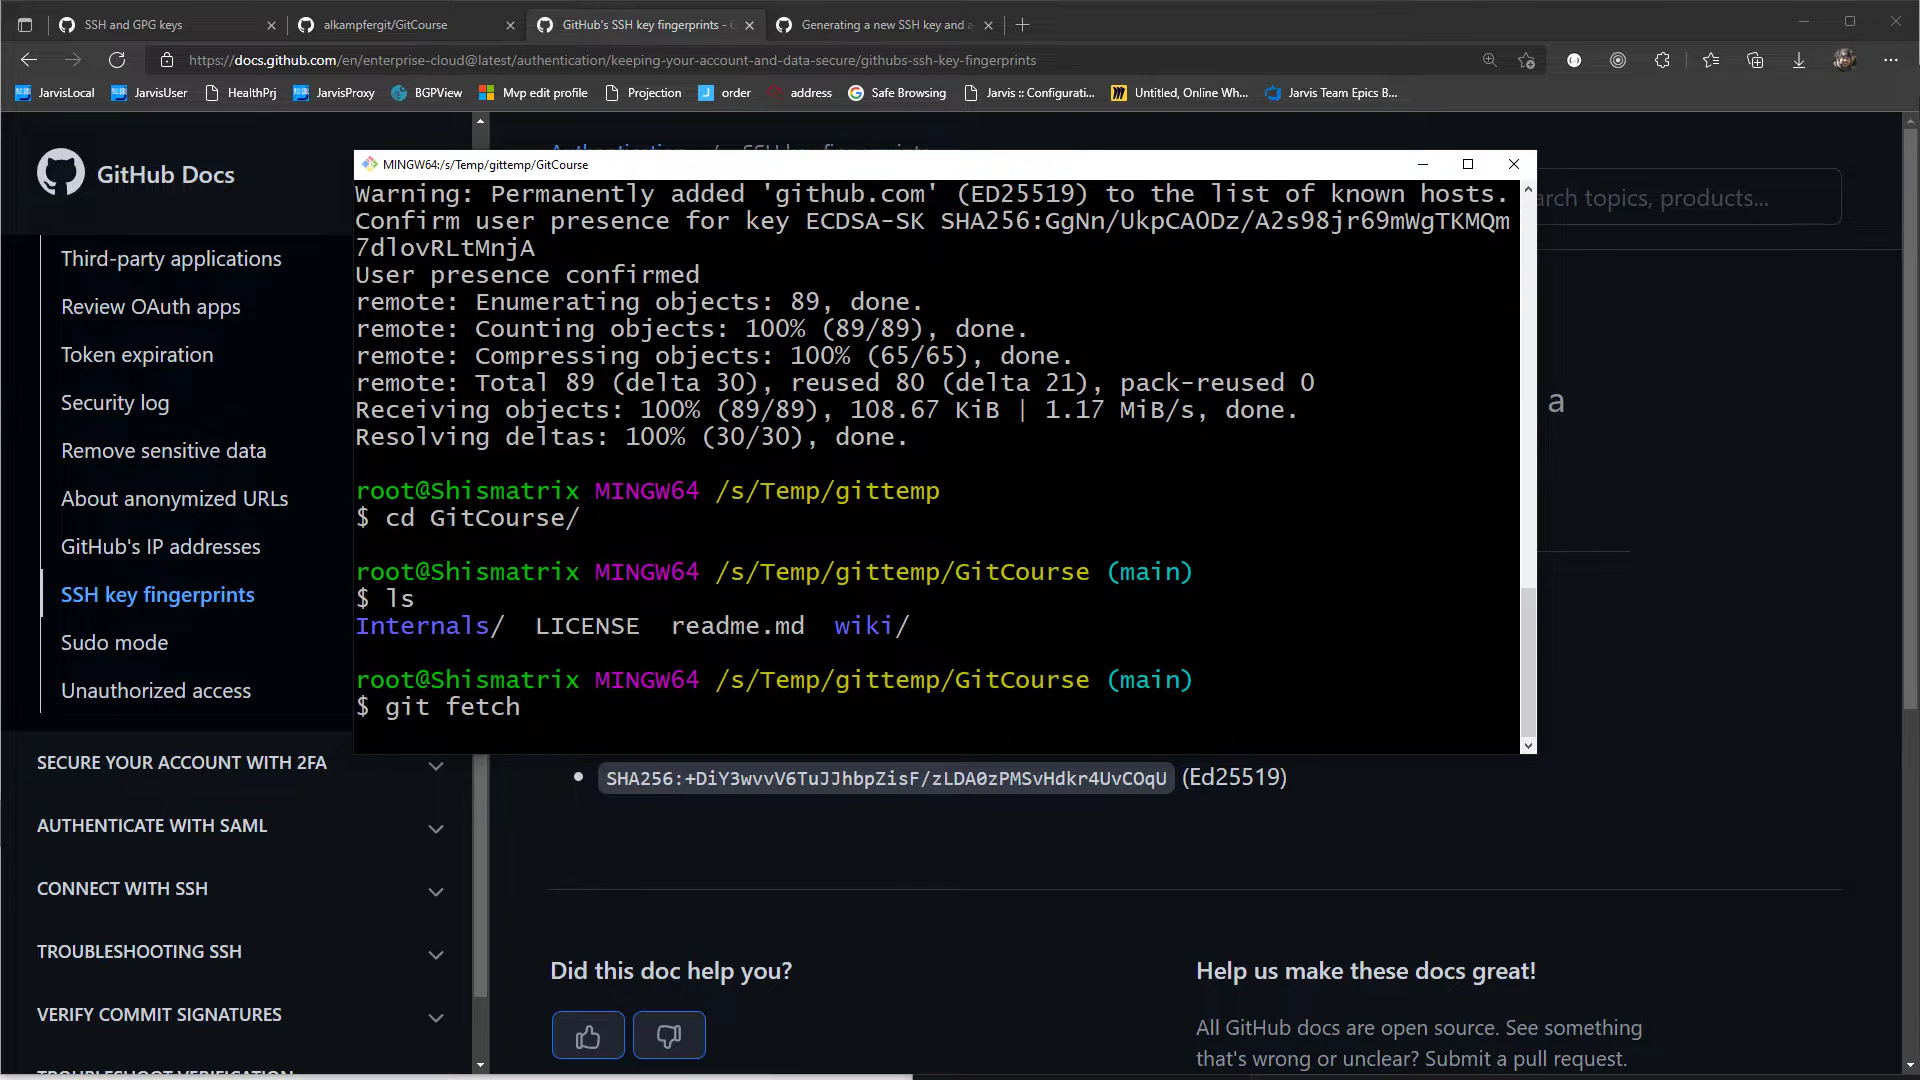 SSH and GPG keys
alkampfergit/GitCourse
GitHub's SSH key fingerprints -
Generating a new SSH key and a
https://docs.github.com/en/enterprise-cloud@latest/authentication/keeping-your-account-and-data-secure/githubs-ssh-key-fingerprints
JarvisLocal
JarvisUser
HealthPrj
JarvisProxy
BGPView
Mvp edit profile
Projection
order
address
Safe Browsing
Jarvis :: Configurati...
Untitled, Online Wh...
Jarvis Team Epics B...
GitHub Docs
arch topics, products...
Third-party applications
Review OAuth apps
Token expiration
Security log
Remove sensitive data
About anonymized URLs
GitHub's IP addresses
SSH key fingerprints
Sudo mode
Unauthorized access
SECURE YOUR ACCOUNT WITH 2FA
AUTHENTICATE WITH SAML
CONNECT WITH SSH
TROUBLESHOOTING SSH
VERIFY COMMIT SIGNATURES
MINGW64:/s/Temp/gittemp/GitCourse
Warning: Permanently added 'github.com' (ED25519) to the list of known hosts.
Confirm user presence for key ECDSA-SK SHA256:GgNn/UkpCA0Dz/A2s98jr69mWgTKMQm
7dlovRLtMnjA
User presence confirmed
remote: Enumerating objects: 89, done.
remote: Counting objects: 100% (89/89), done.
remote: Compressing objects: 100% (65/65), done.
remote: Total 89 (delta 30), reused 80 (delta 21), pack-reused 0
Receiving objects: 100% (89/89), 108.67 KiB | 1.17 MiB/s, done.
Resolving deltas: 100% (30/30), done.
root@Shismatrix MINGW64 /s/Temp/gittemp
$ cd GitCourse/
root@Shismatrix MINGW64 /s/Temp/gittemp/GitCourse (main)
$ ls
Internals/ LICENSE readme.md wiki/
root@Shismatrix MINGW64 /s/Temp/gittemp/GitCourse (main)
$ git fetch
a
SHA256:+DiY3wvvV6TuJJhbpZisF/zLDA0zPMSvHdkr4UvCOqU (Ed25519)
Did this doc help you?
Help us make these docs great!
All GitHub docs are open source. See something
that's wrong or unclear? Submit a pull request.